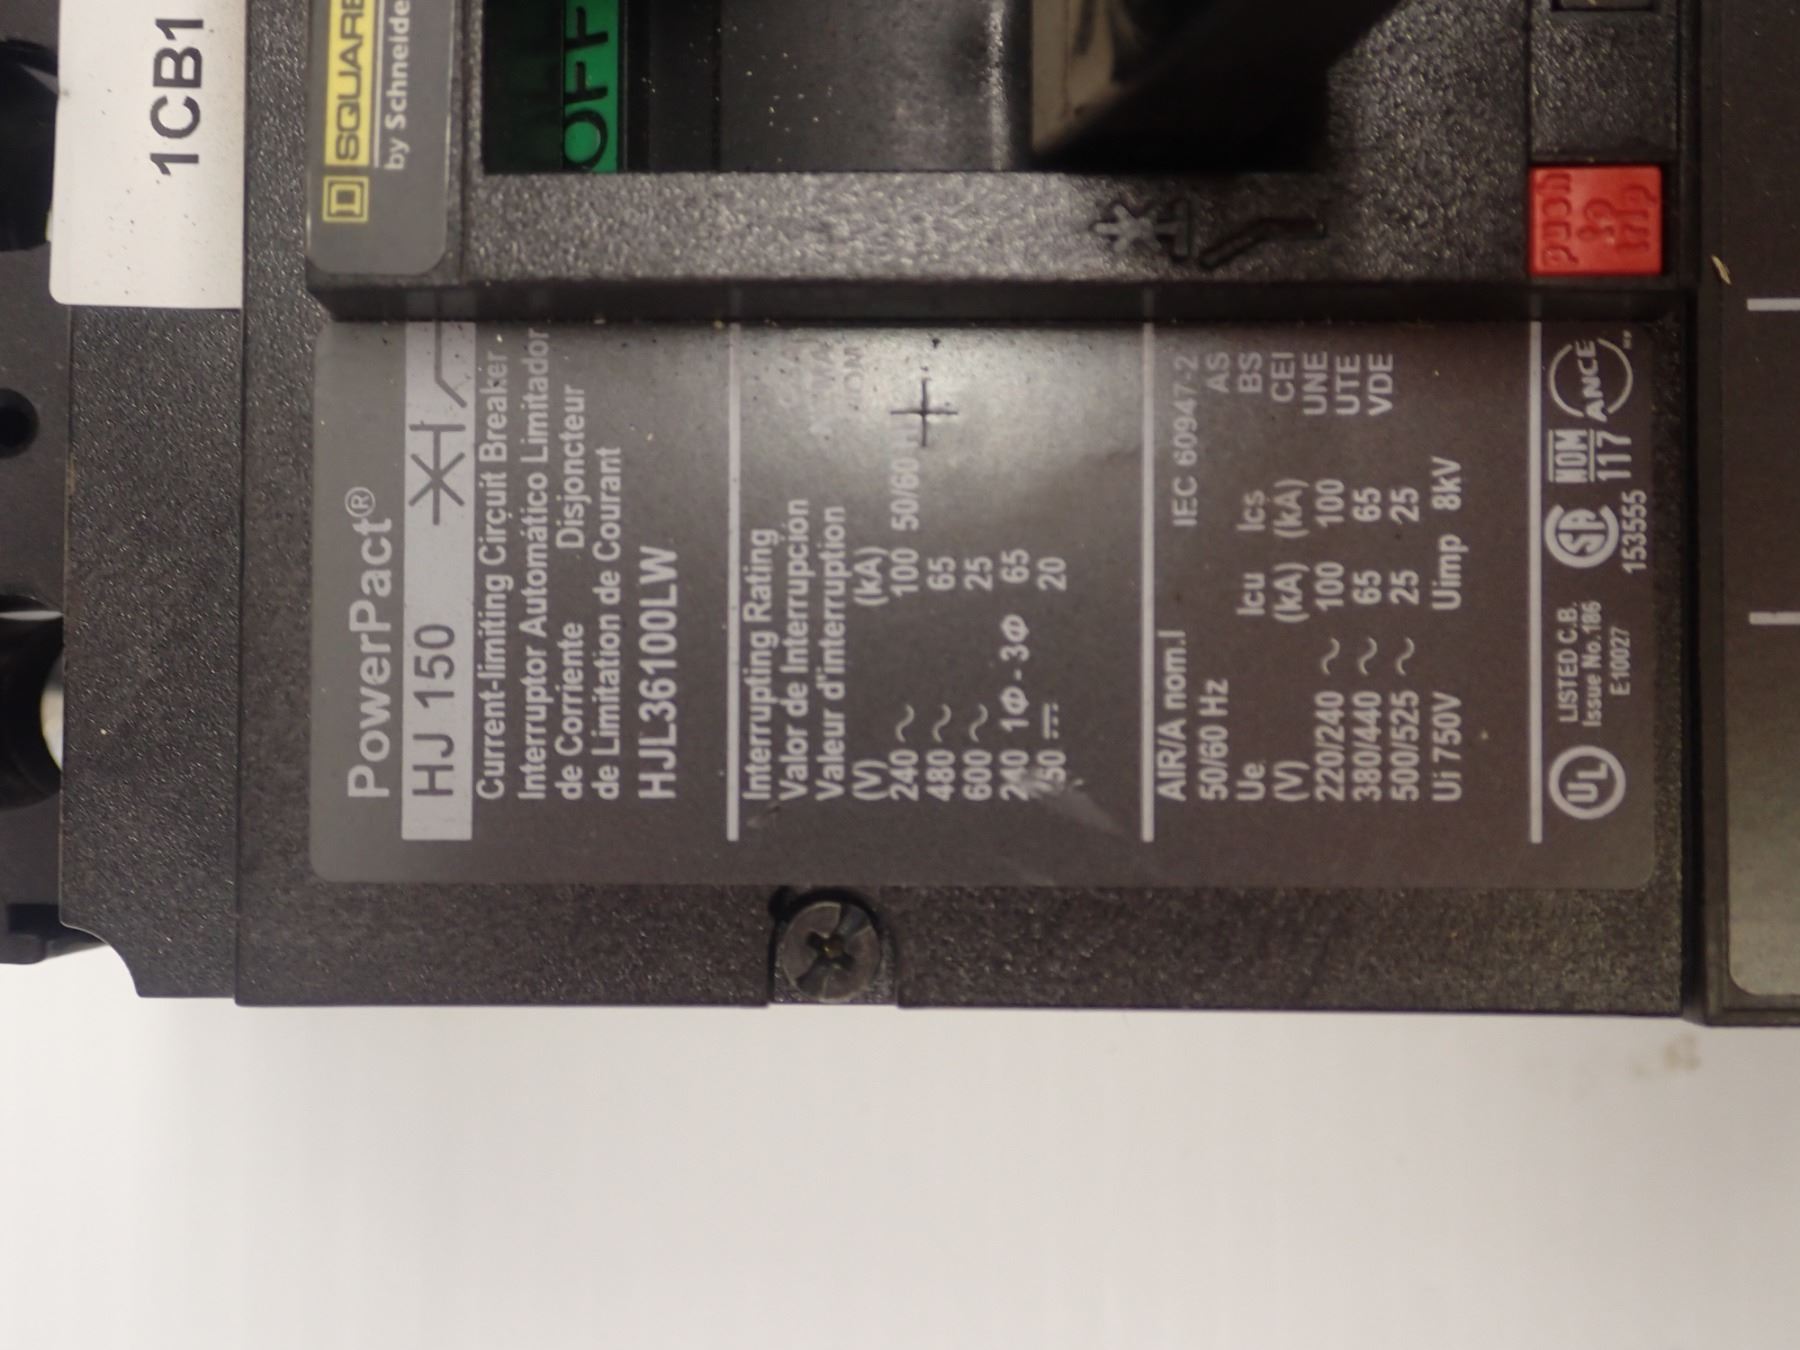 1CB1
SQUARE
by Schneide
OFF
push
to
trip
PowerPact®
HJ 150
Current-limiting Circuit Breaker
Interruptor Automático Limitador
de Corriente Disjoncteur
de Limitation de Courant
HJL36100LW
Interrupting Rating
Valor de Interrupción
Valeur d'interruption
(V) (kA)
240 ~ 100 50/60
480 ~ 65
600 ~ 25
240 1Φ - 3Φ 65
50 ⎓ 20
AIR/A nom.I IEC 60947-2
50/60 Hz AS
Ue Icu Ics BS
(V) (kA) (kA) CEI
220/240 ~ 100 100 UNE
380/440 ~ 65 65 UTE
500/525 ~ 25 25 VDE
Ui 750V Uimp 8kV
UL LISTED C.B.
Issue No.186
E10027
SA
153555
NOM
117
ANCE